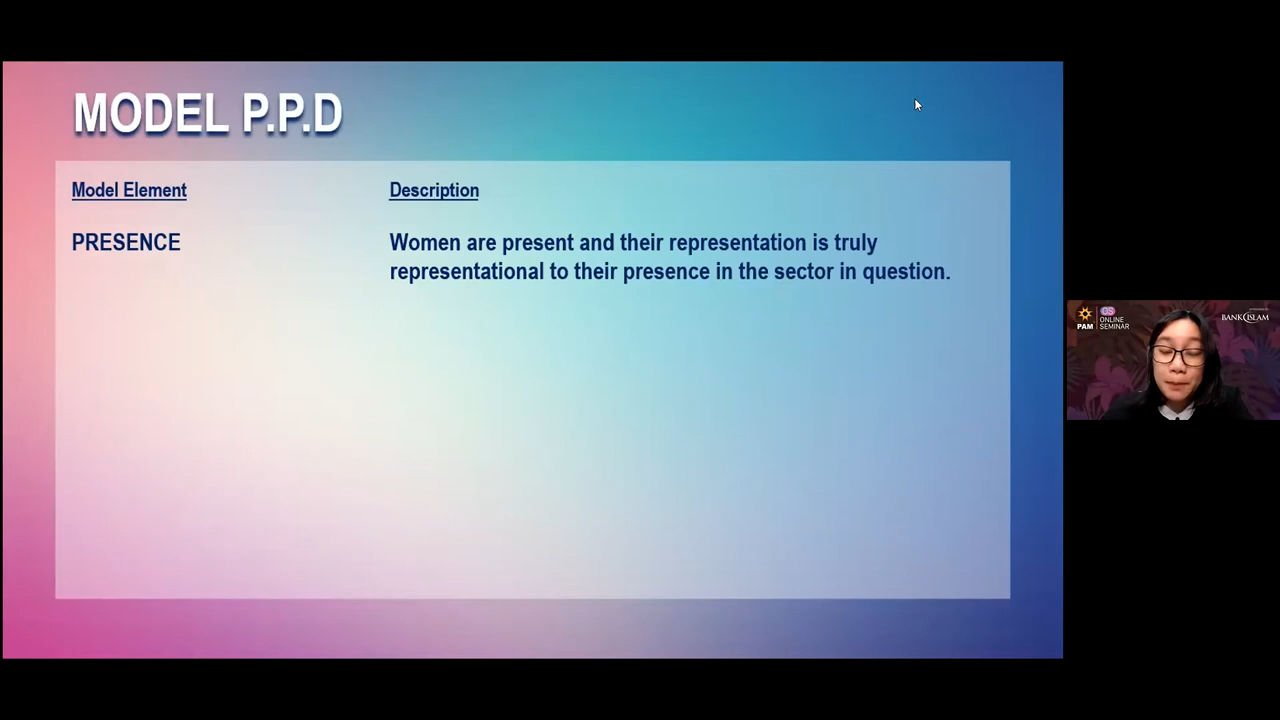 MODEL P.P.D
Model Element
Description
PRESENCE
Women are present and their representation is truly
representational to their presence in the sector in question.
PAM
OS
ONLINE
SEMINAR
BANK ISLAM